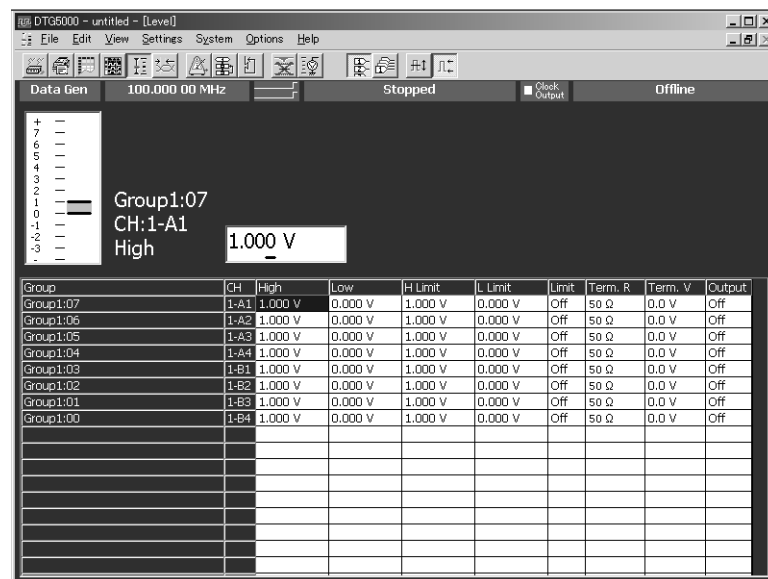 DTG5000 - untitled - [Level]
File Edit View Settings System Options Help
Data Gen 100.000 00 MHz Stopped Clock Output Offline
+
7
6
5
4
3
2
1
0
-1
-2
-3
-
Group1:07
CH:1-A1
High
1.000 V
Group CH High Low H Limit L Limit Limit Term. R Term. V Output
Group1:07 1-A1 1.000 V 0.000 V 1.000 V 0.000 V Off 50 Ω 0.0 V Off
Group1:06 1-A2 1.000 V 0.000 V 1.000 V 0.000 V Off 50 Ω 0.0 V Off
Group1:05 1-A3 1.000 V 0.000 V 1.000 V 0.000 V Off 50 Ω 0.0 V Off
Group1:04 1-A4 1.000 V 0.000 V 1.000 V 0.000 V Off 50 Ω 0.0 V Off
Group1:03 1-B1 1.000 V 0.000 V 1.000 V 0.000 V Off 50 Ω 0.0 V Off
Group1:02 1-B2 1.000 V 0.000 V 1.000 V 0.000 V Off 50 Ω 0.0 V Off
Group1:01 1-B3 1.000 V 0.000 V 1.000 V 0.000 V Off 50 Ω 0.0 V Off
Group1:00 1-B4 1.000 V 0.000 V 1.000 V 0.000 V Off 50 Ω 0.0 V Off